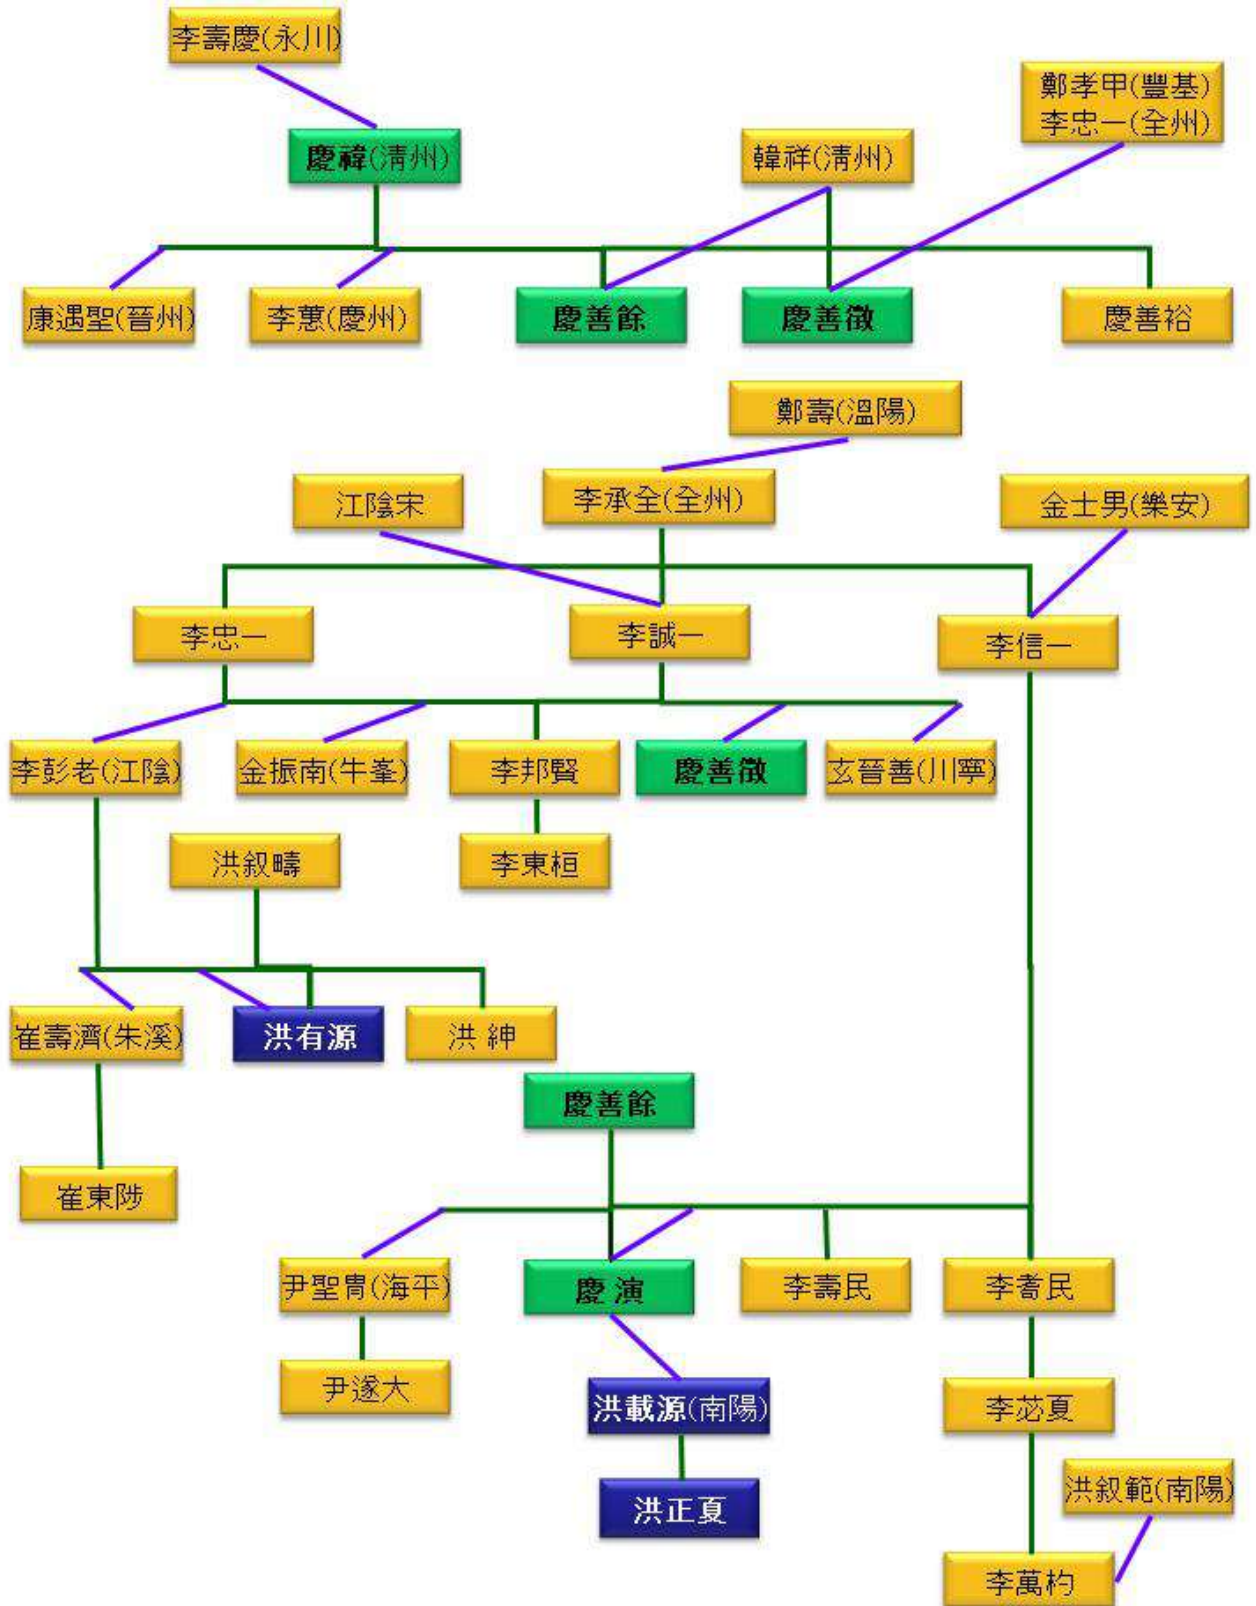 李壽慶(永川)
鄭孝甲(豐基)
李忠一(全州)
慶禕(淸州)
韓祥(淸州)
康遇聖(晉州)
李蕙(慶州)
慶善餘
慶善徵
慶善裕
鄭壽(溫陽)
江陰宋
李承全(全州)
金士男(樂安)
李忠一
李誠一
李信一
李彭老(江陰)
金振南(牛峯)
李邦賢
慶善徵
玄晉善(川寧)
洪叙疇
李東桓
崔壽濟(朱溪)
洪有源
洪 紳
慶善餘
崔東陟
尹聖胄(海平)
慶 演
李壽民
李耆民
尹遂大
洪載源(南陽)
李苾夏
洪叙範(南陽)
洪正夏
李萬杓